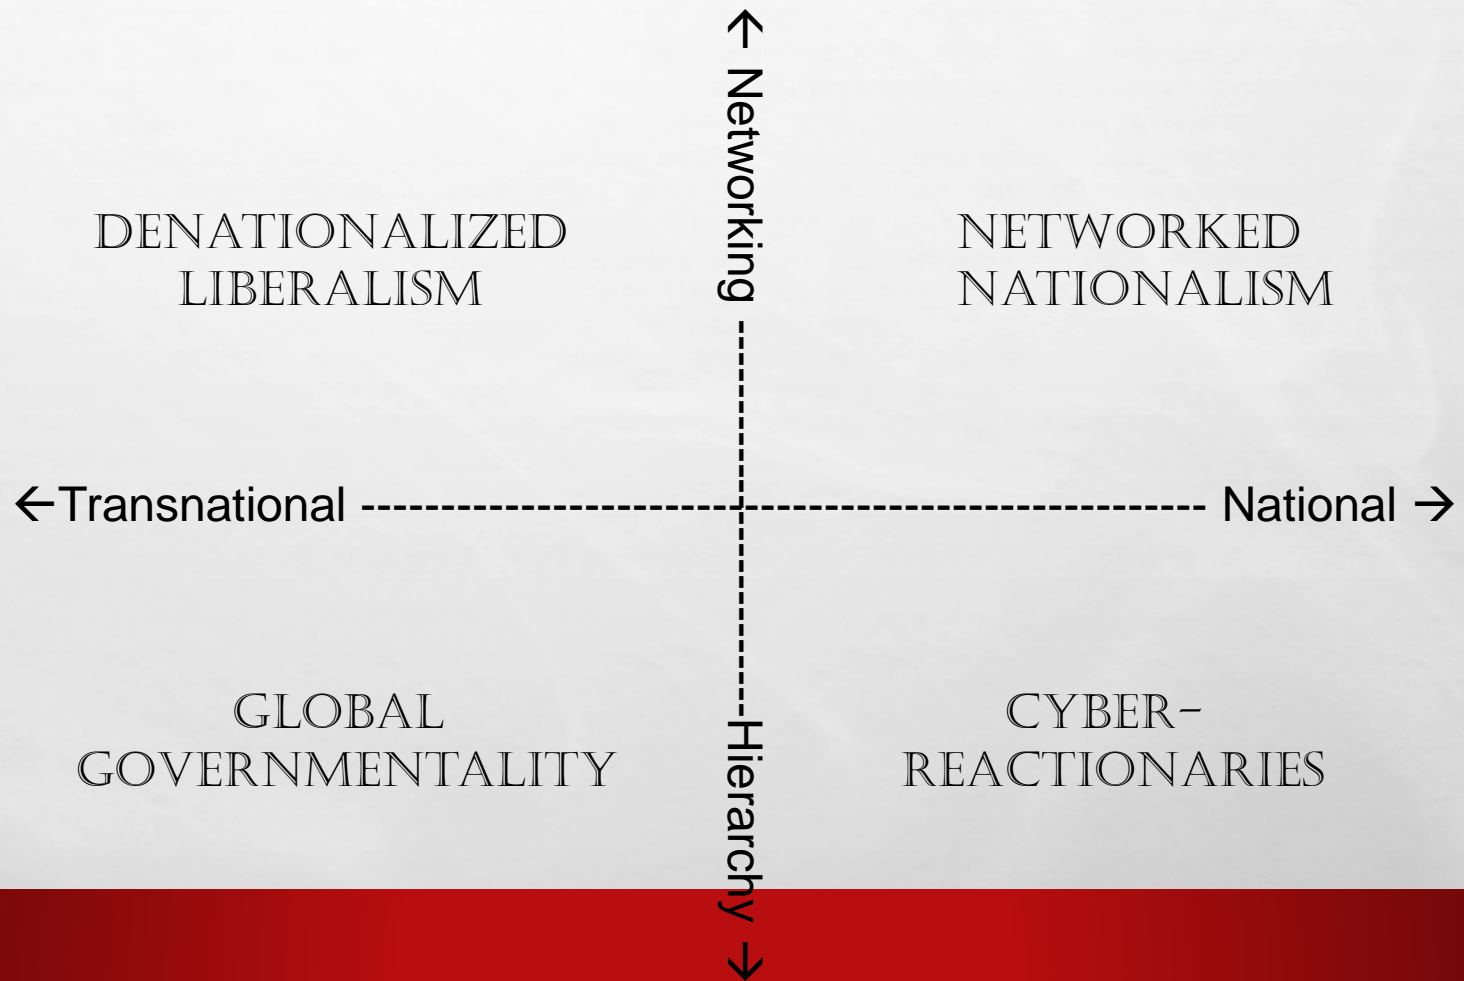 ← Networking
DENATIONALIZED
LIBERALISM
NETWORKED
NATIONALISM
←Transnational
National →
GLOBAL
GOVERNMENTALITY
CYBER-
REACTIONARIES
Hierarchy →